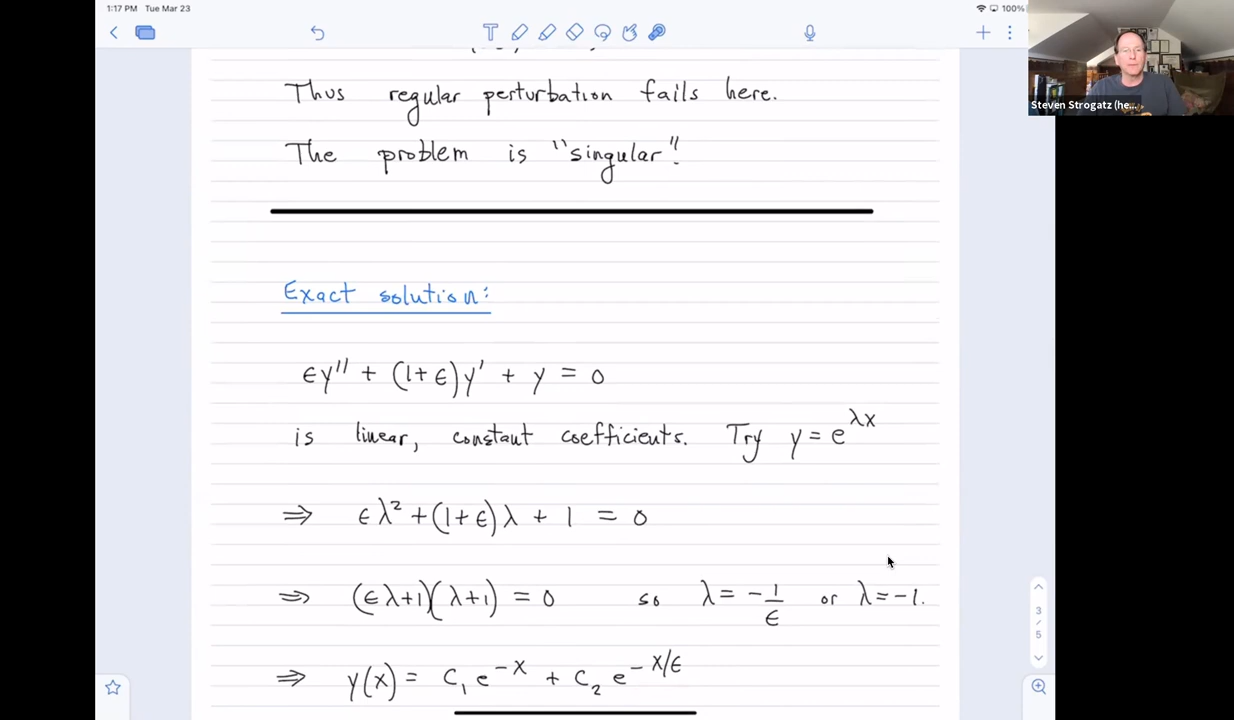 1:17 PM Tue Mar 23
100%
Steven Strogatz (he...
Thus regular perturbation fails here.
The problem is "singular".
Exact solution:
ϵy'' + (1+ϵ)y' + y = 0
is linear, constant coefficients. Try y = e^{λx}
⇒ ϵλ² + (1+ϵ)λ + 1 = 0
⇒ (ϵλ+1)(λ+1) = 0 so λ = -1/ϵ or λ = -1.
⇒ y(x) = C₁e^{-x} + C₂e^{-x/ϵ}
3 / 5